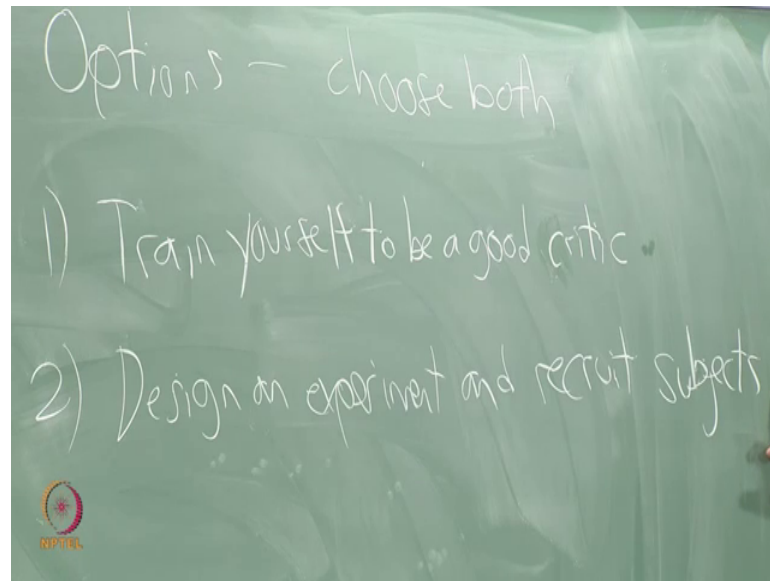 Options – choose both
1) Train yourself to be a good critic.
2) Design an experiment and recruit subjects
NPTEL